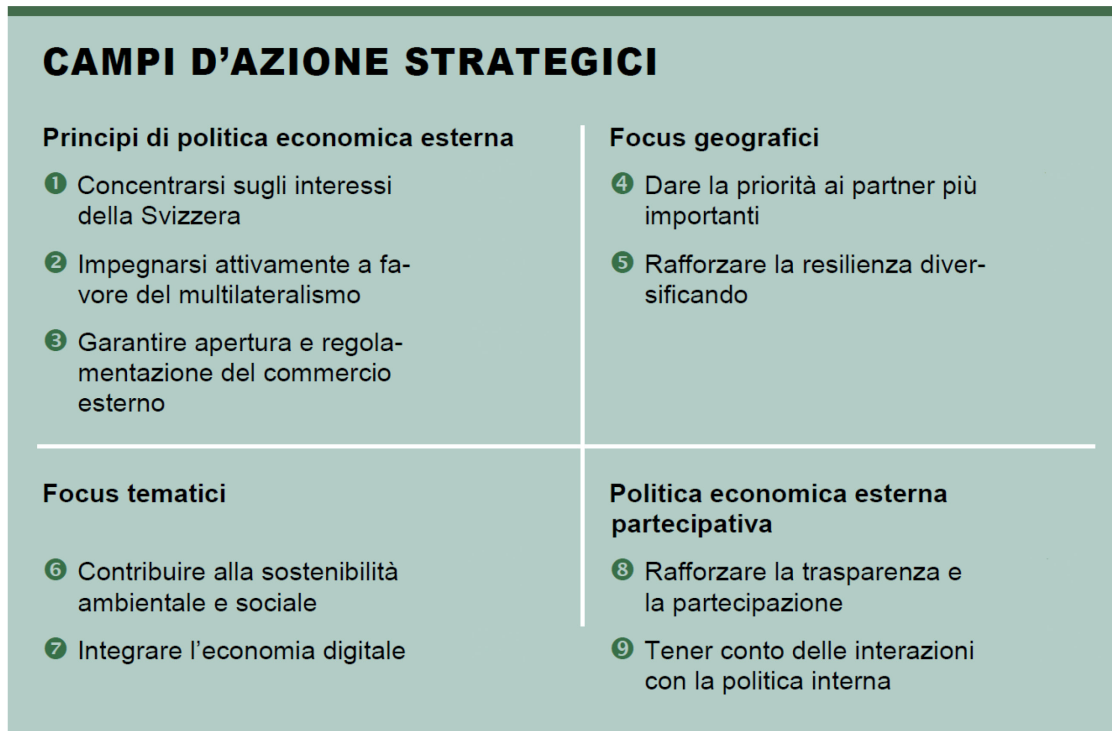 CAMPI D’AZIONE STRATEGICI
Principi di politica economica esterna
❶ Concentrarsi sugli interessi
della Svizzera
❷ Impegnarsi attivamente a fa-
vore del multilateralismo
❸ Garantire apertura e regola-
mentazione del commercio
esterno
Focus geografici
❹ Dare la priorità ai partner più
importanti
❺ Rafforzare la resilienza diver-
sificando
Focus tematici
❻ Contribuire alla sostenibilità
ambientale e sociale
❼ Integrare l’economia digitale
Politica economica esterna
partecipativa
❽ Rafforzare la trasparenza e
la partecipazione
❾ Tener conto delle interazioni
con la politica interna